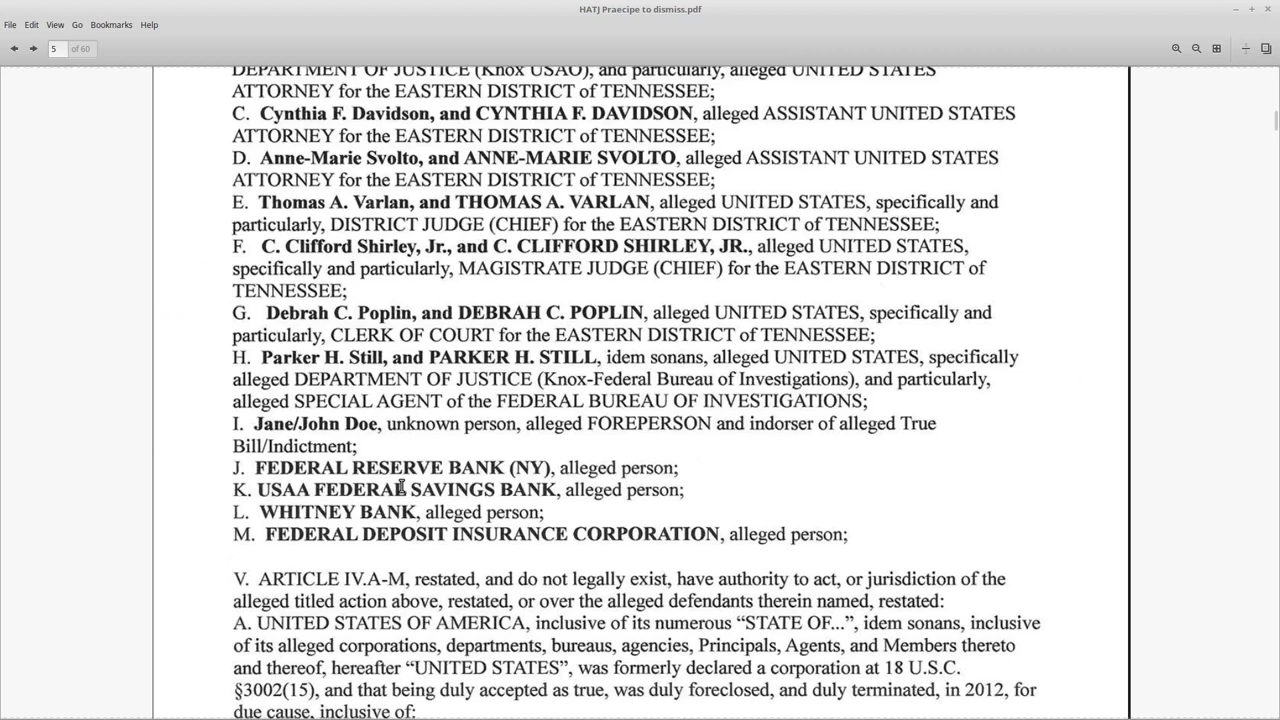 HATJ Praecipe to dismiss.pdf
File Edit View Go Bookmarks Help
5 of 60
DEPARTMENT OF JUSTICE (Knox USAO), and particularly, alleged UNITED STATES
ATTORNEY for the EASTERN DISTRICT of TENNESSEE;
C. Cynthia F. Davidson, and CYNTHIA F. DAVIDSON, alleged ASSISTANT UNITED STATES
ATTORNEY for the EASTERN DISTRICT of TENNESSEE;
D. Anne-Marie Svolto, and ANNE-MARIE SVOLTO, alleged ASSISTANT UNITED STATES
ATTORNEY for the EASTERN DISTRICT of TENNESSEE;
E. Thomas A. Varlan, and THOMAS A. VARLAN, alleged UNITED STATES, specifically and
particularly, DISTRICT JUDGE (CHIEF) for the EASTERN DISTRICT of TENNESSEE;
F. C. Clifford Shirley, Jr., and C. CLIFFORD SHIRLEY, JR., alleged UNITED STATES,
specifically and particularly, MAGISTRATE JUDGE (CHIEF) for the EASTERN DISTRICT of
TENNESSEE;
G. Debrah C. Poplin, and DEBRAH C. POPLIN, alleged UNITED STATES, specifically and
particularly, CLERK OF COURT for the EASTERN DISTRICT of TENNESSEE;
H. Parker H. Still, and PARKER H. STILL, idem sonans, alleged UNITED STATES, specifically
alleged DEPARTMENT OF JUSTICE (Knox-Federal Bureau of Investigations), and particularly,
alleged SPECIAL AGENT of the FEDERAL BUREAU OF INVESTIGATIONS;
I. Jane/John Doe, unknown person, alleged FOREPERSON and indorser of alleged True
Bill/Indictment;
J. FEDERAL RESERVE BANK (NY), alleged person;
K. USAA FEDERAL SAVINGS BANK, alleged person;
L. WHITNEY BANK, alleged person;
M. FEDERAL DEPOSIT INSURANCE CORPORATION, alleged person;
V. ARTICLE IV.A-M, restated, and do not legally exist, have authority to act, or jurisdiction of the
alleged titled action above, restated, or over the alleged defendants therein named, restated:
A. UNITED STATES OF AMERICA, inclusive of its numerous “STATE OF...”, idem sonans, inclusive
of its alleged corporations, departments, bureaus, agencies, Principals, Agents, and Members thereto
and thereof, hereafter “UNITED STATES”, was formerly declared a corporation at 18 U.S.C.
§3002(15), and that being duly accepted as true, was duly foreclosed, and duly terminated, in 2012, for
due cause, inclusive of: